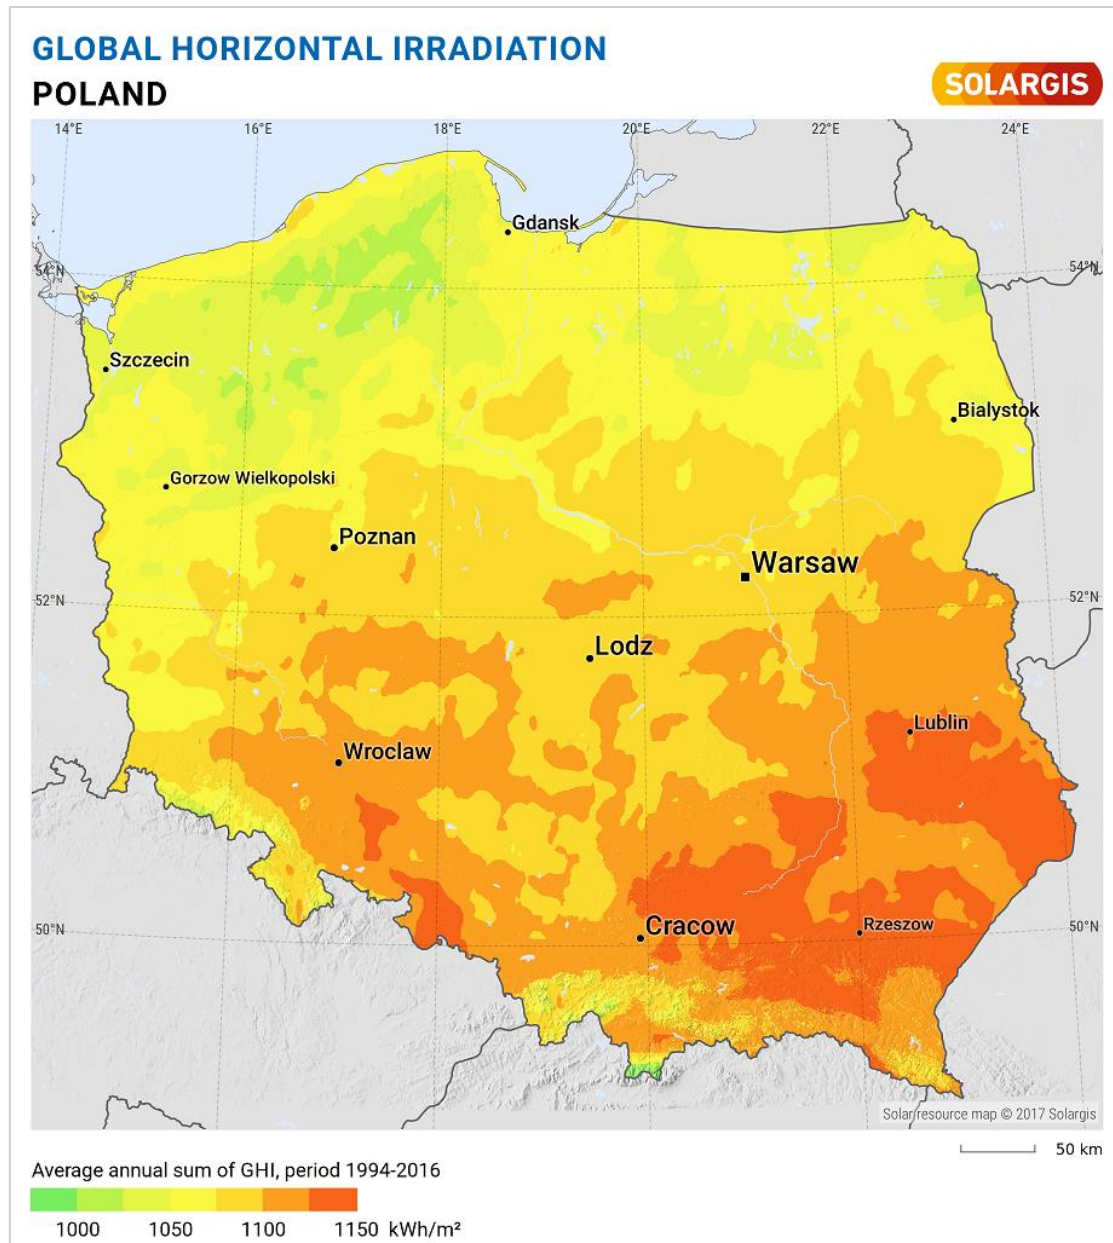 GLOBAL HORIZONTAL IRRADIATION
POLAND
SOLARGIS
14°E 16°E 18°E 20°E 22°E 24°E
Gdansk
54°N 54°N
Szczecin
Bialystok
Gorzow Wielkopolski
Poznan
Warsaw
52°N 52°N
Lodz
Lublin
Wroclaw
50°N Cracow Rzeszow 50°N
Solar resource map © 2017 Solargis
50 km
Average annual sum of GHI, period 1994-2016
1000 1050 1100 1150 kWh/m²